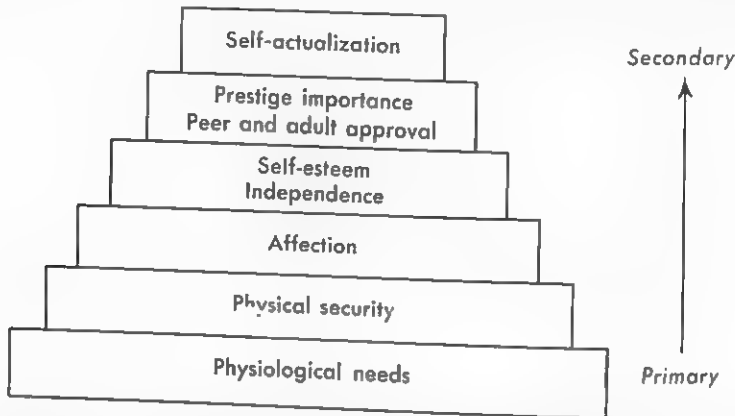 Self-actualization
Secondary
Prestige importance
Peer and adult approval
Self-esteem
Independence
Affection
Physical security
Physiological needs
Primary